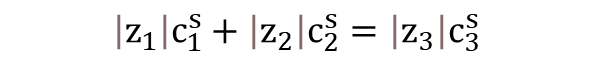 |z₁|c₁ˢ + |z₂|c₂ˢ = |z₃|c₃ˢ